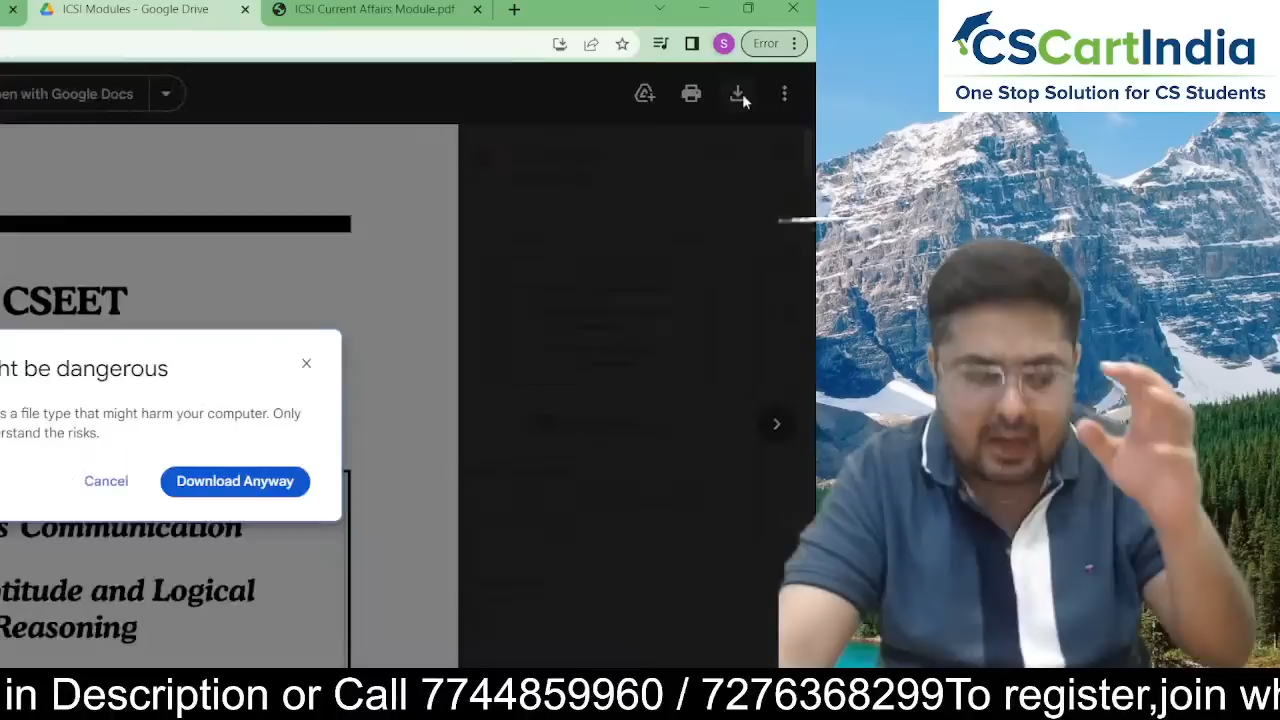 ICSI Modules - Google Drive
ICSI Current Affairs Module.pdf
S
Error
CSCartIndia
One Stop Solution for CS Students
en with Google Docs
CSEET
ht be dangerous
s a file type that might harm your computer. Only
erstand the risks.
Cancel
Download Anyway
s Communication
ptitude and Logical
Reasoning
in Description or Call 7744859960 / 7276368299To register,join wh